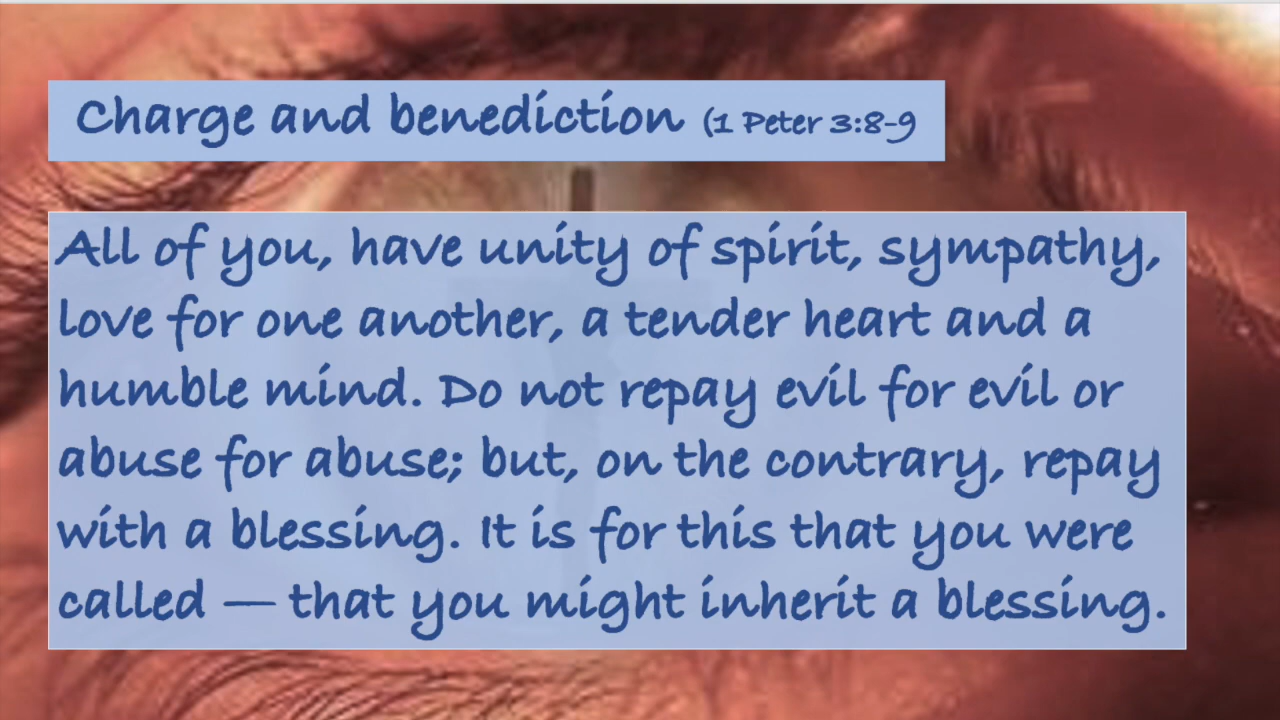 Charge and benediction (1 Peter 3:8-9
All of you, have unity of spirit, sympathy,
love for one another, a tender heart and a
humble mind. Do not repay evil for evil or
abuse for abuse; but, on the contrary, repay
with a blessing. It is for this that you were
called — that you might inherit a blessing.